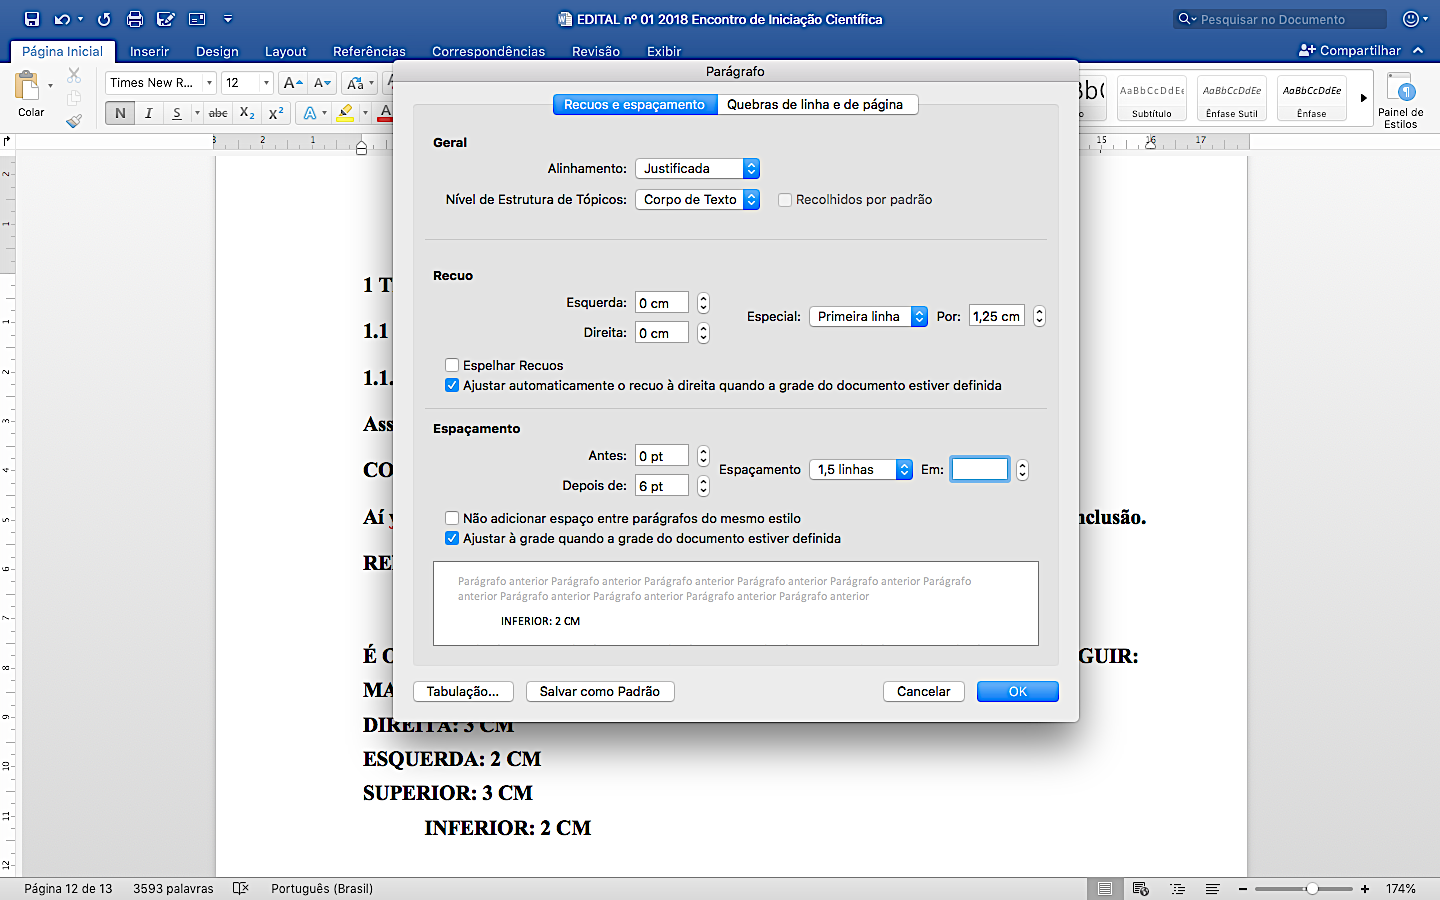 EDITAL nº 01 2018 Encontro de Iniciação Científica
Pesquisar no Documento
Página Inicial Inserir Design Layout Referências Correspondências Revisão Exibir
Compartilhar
Times New R... 12 A A Aa
Colar
N I S abc X₂ X² A A
AaBbCcDdEe AaBbCcDdEe AaBbCcDdEe
Subtítulo Ênfase Sutil Ênfase
Painel de
Estilos
Parágrafo
Recuos e espaçamento Quebras de linha e de página
Geral
Alinhamento: Justificada
Nível de Estrutura de Tópicos: Corpo de Texto Recolhidos por padrão
Recuo
Esquerda: 0 cm
Direita: 0 cm
Especial: Primeira linha Por: 1,25 cm
Espelhar Recuos
Ajustar automaticamente o recuo à direita quando a grade do documento estiver definida
Espaçamento
Antes: 0 pt
Depois de: 6 pt
Espaçamento 1,5 linhas Em:
Não adicionar espaço entre parágrafos do mesmo estilo
Ajustar à grade quando a grade do documento estiver definida
Parágrafo anterior Parágrafo anterior Parágrafo anterior Parágrafo anterior Parágrafo anterior Parágrafo
anterior Parágrafo anterior Parágrafo anterior Parágrafo anterior Parágrafo anterior
INFERIOR: 2 CM
Tabulação... Salvar como Padrão Cancelar OK
1 T
1.1
1.1.
Ass
CO
Aí y nclusão.
RE
É O GUIR:
MA
DIREITA: 3 CM
ESQUERDA: 2 CM
SUPERIOR: 3 CM
INFERIOR: 2 CM
Página 12 de 13 3593 palavras Português (Brasil) 174%